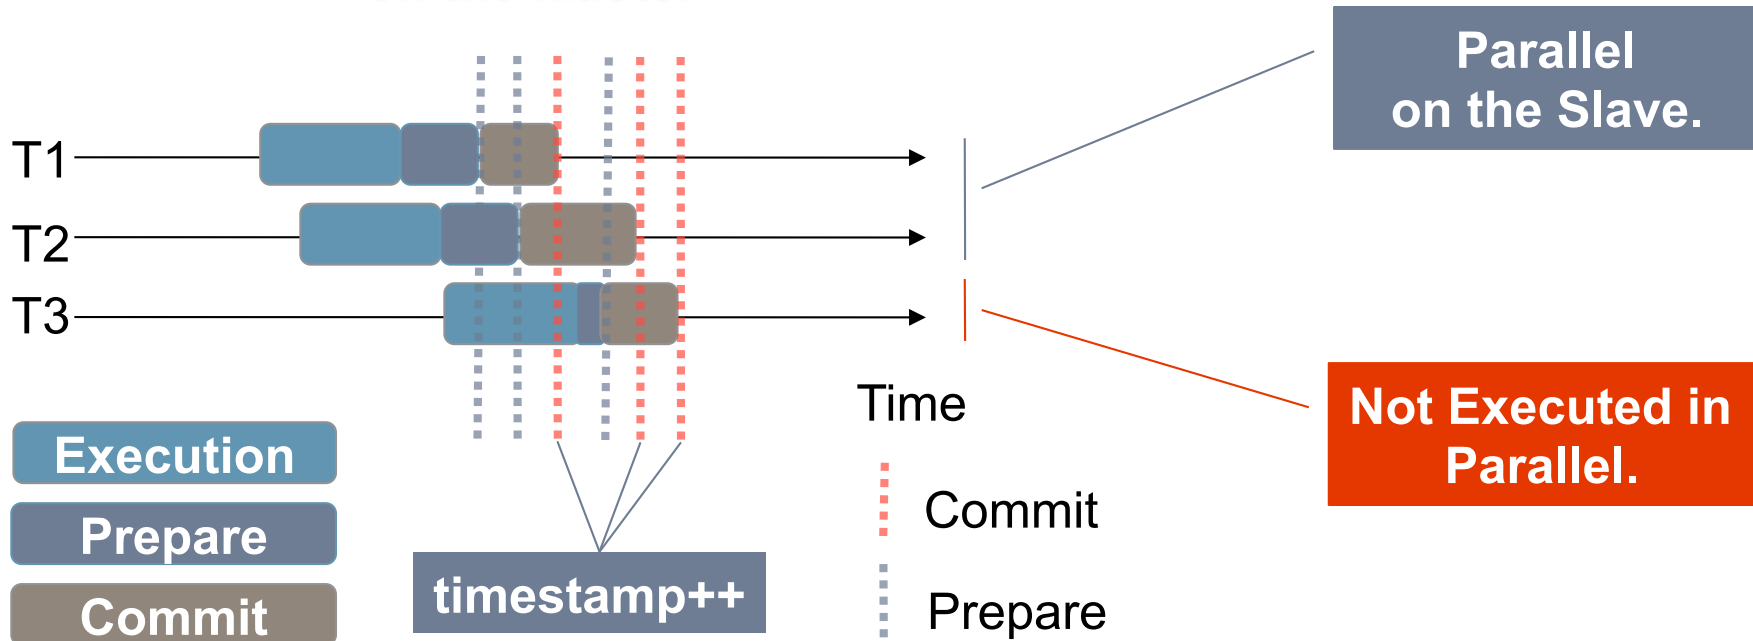 Parallel
on the Slave.
T1
T2
T3
Time
Not Executed in
Parallel.
Execution
Prepare
Commit
timestamp++
Commit
Prepare